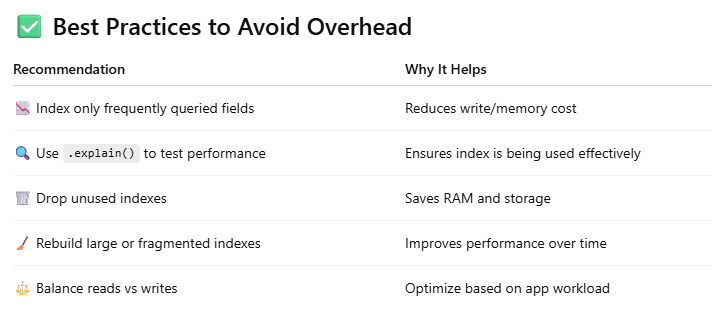 ✅ Best Practices to Avoid Overhead
Recommendation Why It Helps
📉 Index only frequently queried fields Reduces write/memory cost
🔍 Use .explain() to test performance Ensures index is being used effectively
🗑️ Drop unused indexes Saves RAM and storage
🧹 Rebuild large or fragmented indexes Improves performance over time
⚖️ Balance reads vs writes Optimize based on app workload